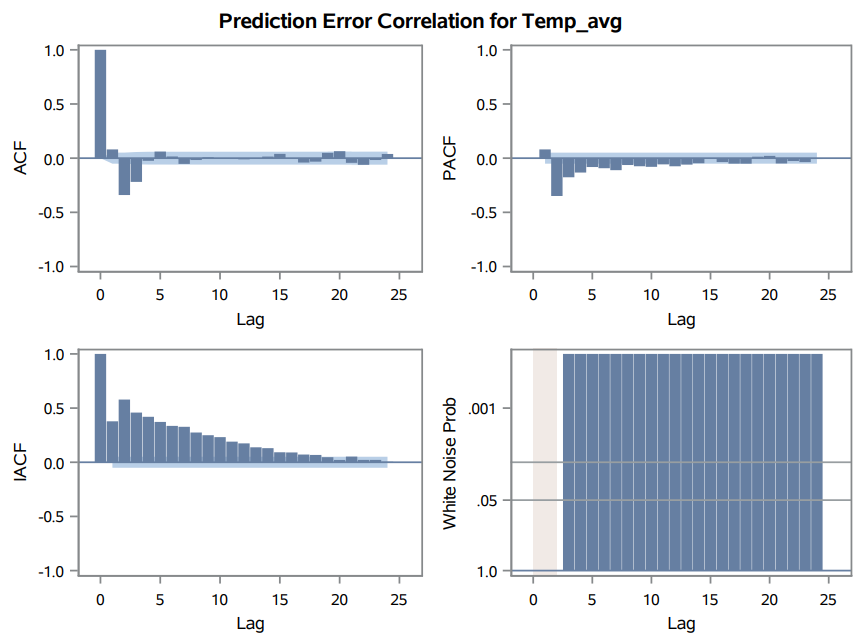 Prediction Error Correlation for Temp_avg
ACF
1.0
0.5
0.0
-0.5
-1.0
0 5 10 15 20 25
Lag
PACF
1.0
0.5
0.0
-0.5
-1.0
0 5 10 15 20 25
Lag
IACF
1.0
0.5
0.0
-0.5
-1.0
0 5 10 15 20 25
Lag
White Noise Prob
.001
.05
1.0
0 5 10 15 20 25
Lag